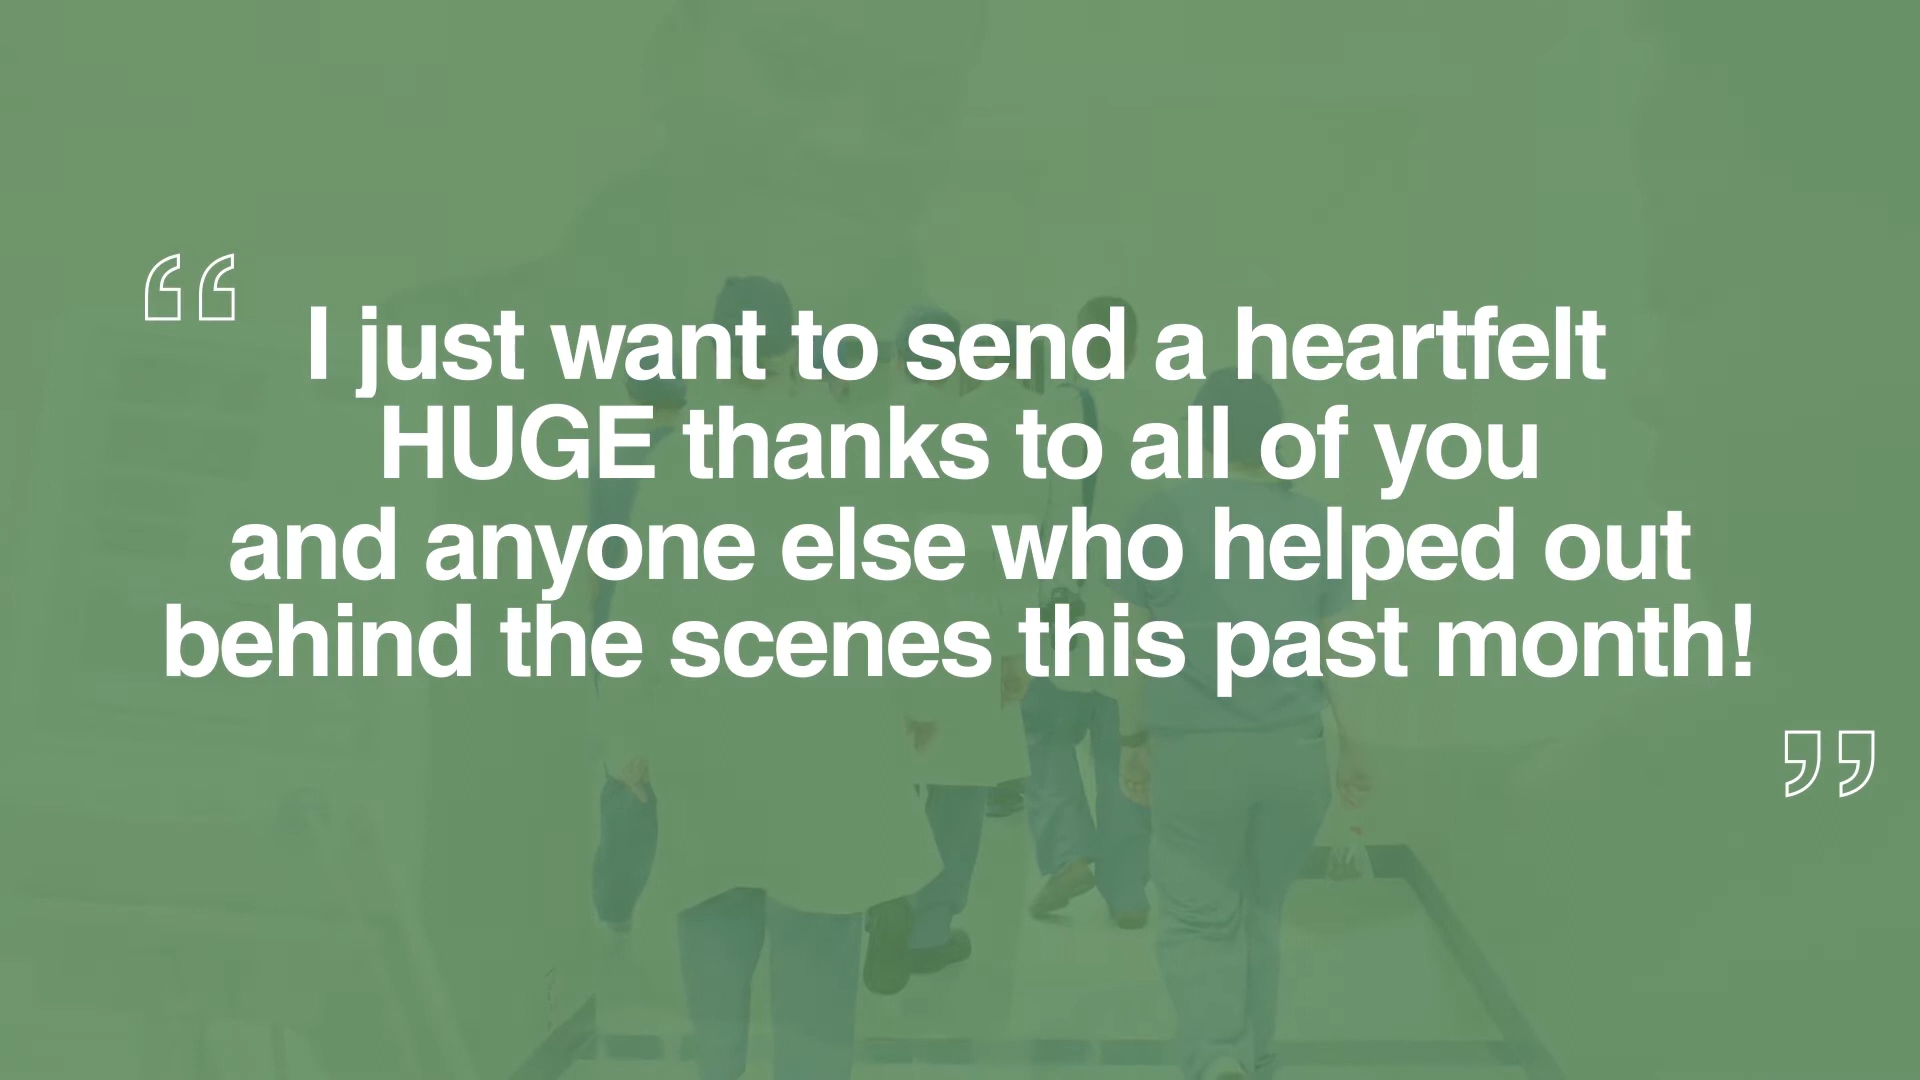 “
I just want to send a heartfelt
HUGE thanks to all of you
and anyone else who helped out
behind the scenes this past month!
”